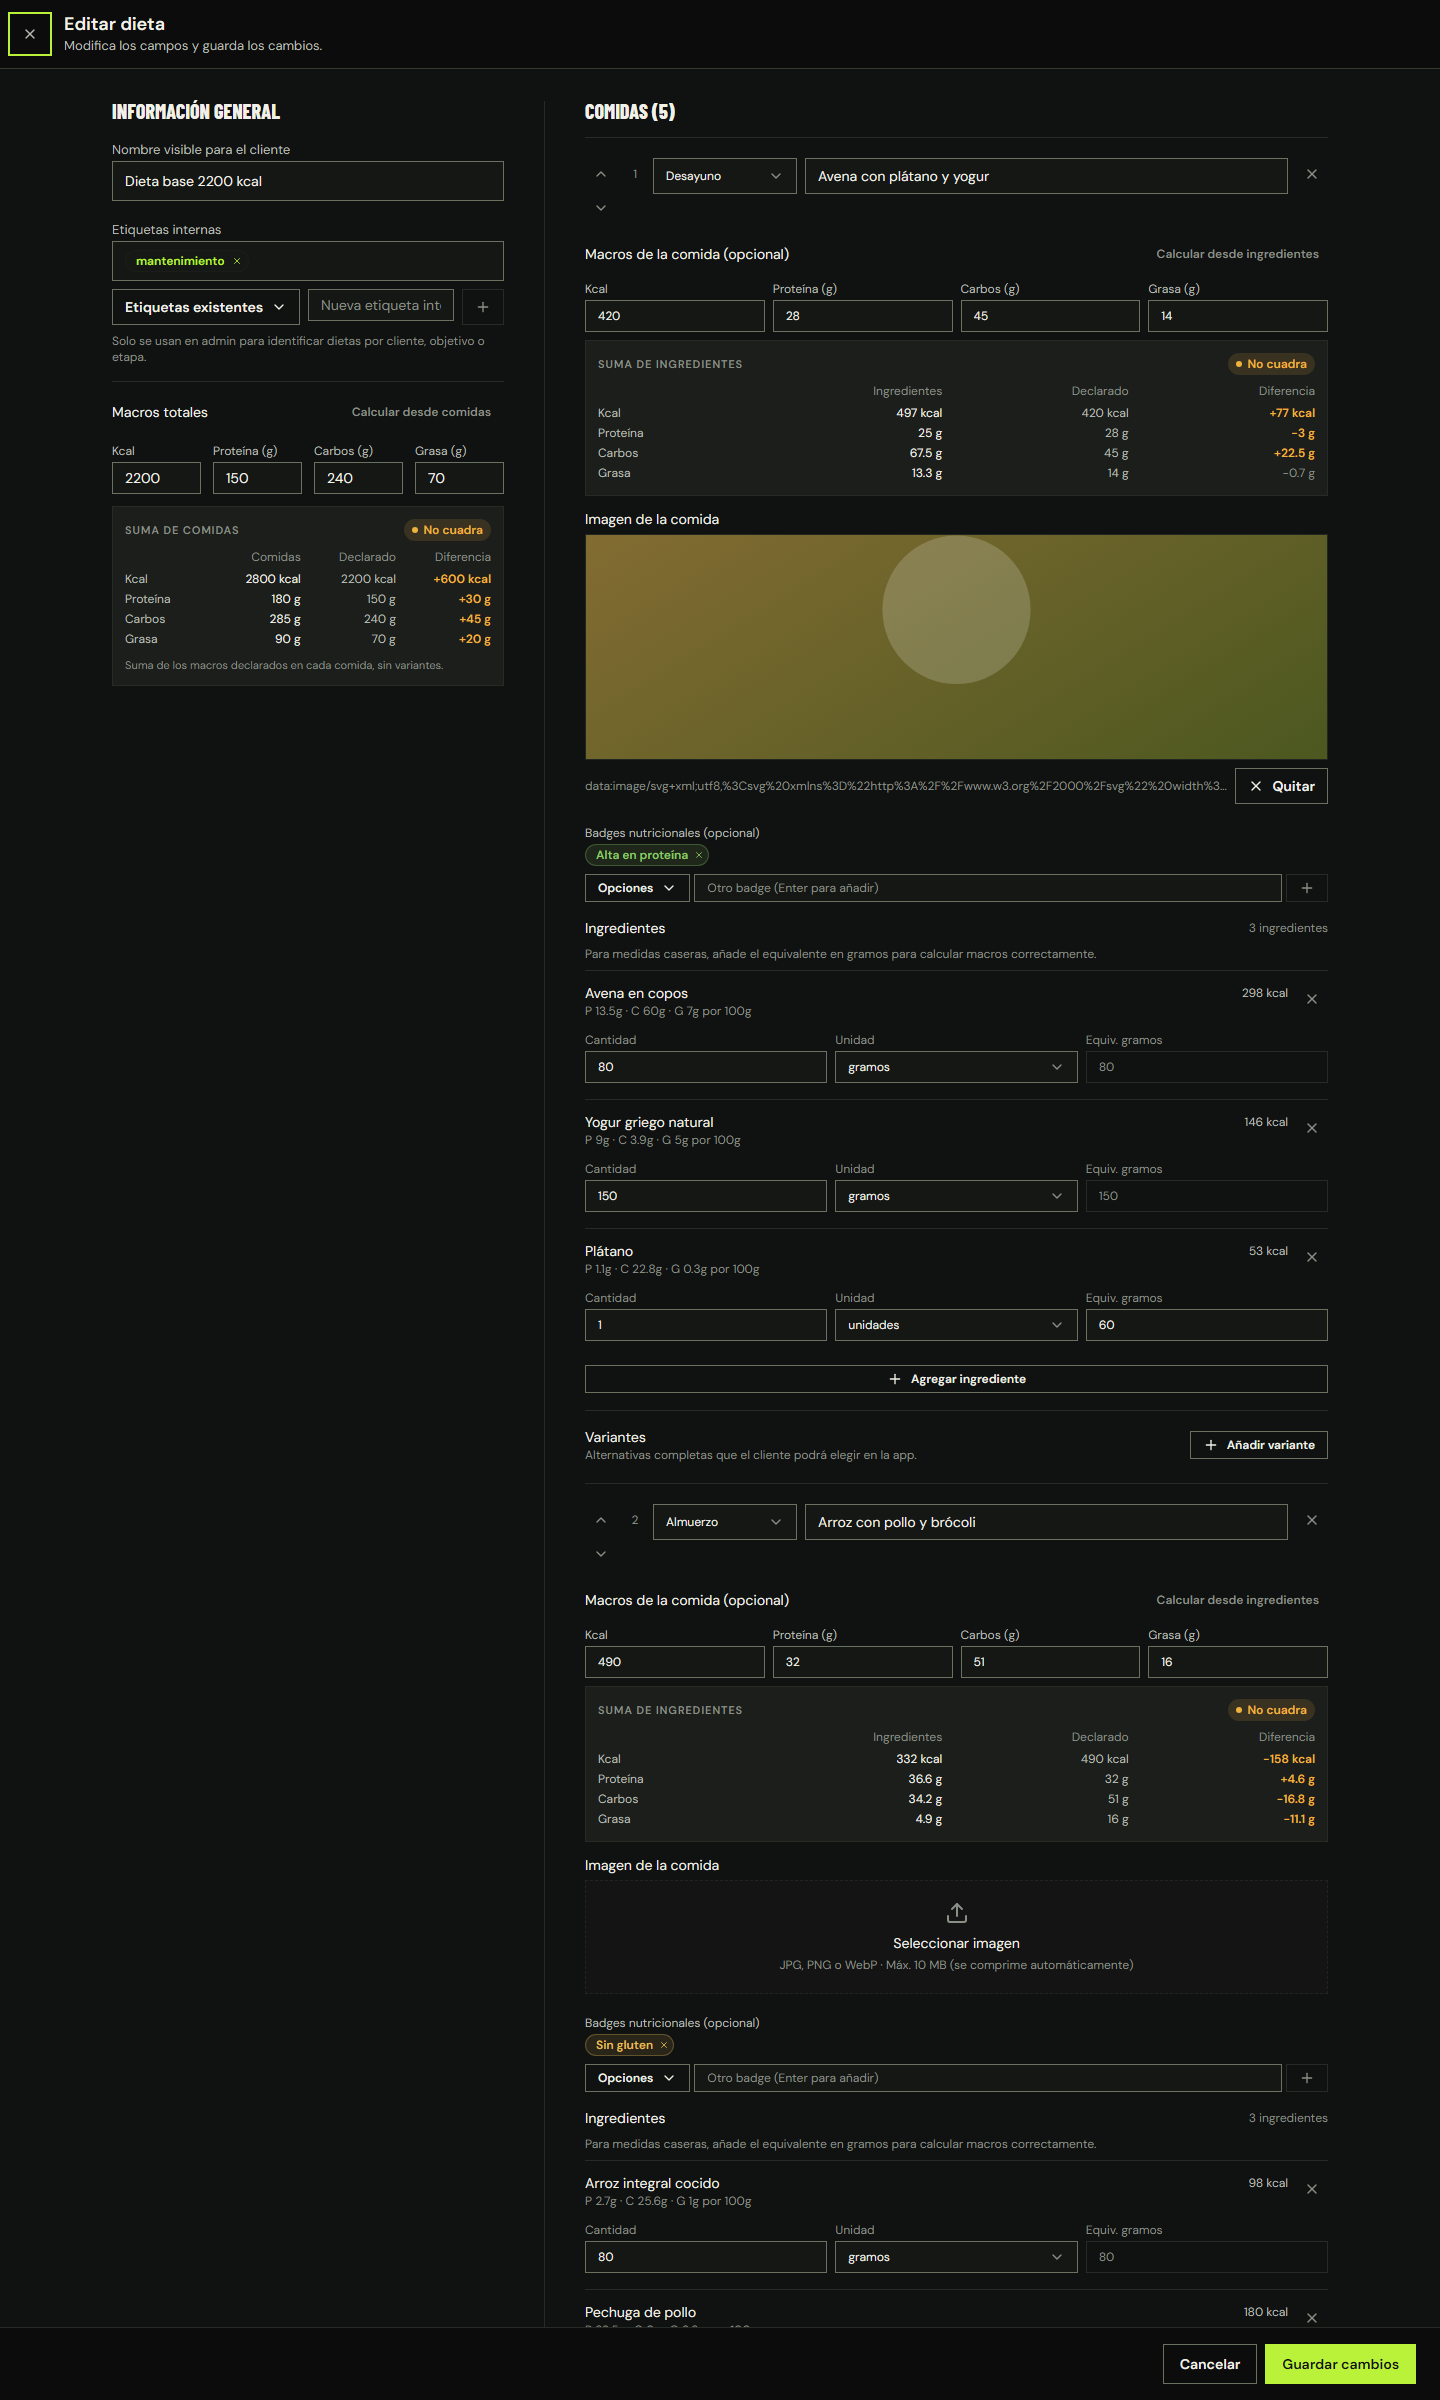 Editar dieta
Modifica los campos y guarda los cambios.
INFORMACIÓN GENERAL
Nombre visible para el cliente
Dieta base 2200 kcal
Etiquetas internas
mantenimiento
Etiquetas existentes
Nueva etiqueta int
Solo se usan en admin para identificar dietas por cliente, objetivo o
etapa.
Macros totales Calcular desde comidas
Kcal Proteína (g) Carbos (g) Grasa (g)
2200 150 240 70
SUMA DE COMIDAS No cuadra
Comidas Declarado Diferencia
Kcal 2800 kcal 2200 kcal +600 kcal
Proteína 180 g 150 g +30 g
Carbos 285 g 240 g +45 g
Grasa 90 g 70 g +20 g
Suma de los macros declarados en cada comida, sin variantes.
COMIDAS (5)
1 Desayuno Avena con plátano y yogur
Macros de la comida (opcional) Calcular desde ingredientes
Kcal Proteína (g) Carbos (g) Grasa (g)
420 28 45 14
SUMA DE INGREDIENTES No cuadra
Ingredientes Declarado Diferencia
Kcal 497 kcal 420 kcal +77 kcal
Proteína 25 g 28 g −3 g
Carbos 67.5 g 45 g +22.5 g
Grasa 13.3 g 14 g −0.7 g
Imagen de la comida
data:image/svg+xml;utf8,%3Csvg%20xmlns%3D%22http%3A%2F%2Fwww.w3.org%2F2000%2Fsvg%22%20width%3... Quitar
Badges nutricionales (opcional)
Alta en proteína
Opciones Otro badge (Enter para añadir)
Ingredientes 3 ingredientes
Para medidas caseras, añade el equivalente en gramos para calcular macros correctamente.
Avena en copos 298 kcal
P 13.5g · C 60g · G 7g por 100g
Cantidad Unidad Equiv. gramos
80 gramos 80
Yogur griego natural 146 kcal
P 9g · C 3.9g · G 5g por 100g
Cantidad Unidad Equiv. gramos
150 gramos 150
Plátano 53 kcal
P 1.1g · C 22.8g · G 0.3g por 100g
Cantidad Unidad Equiv. gramos
1 unidades 60
Agregar ingrediente
Variantes
Alternativas completas que el cliente podrá elegir en la app.
Añadir variante
2 Almuerzo Arroz con pollo y brócoli
Macros de la comida (opcional) Calcular desde ingredientes
Kcal Proteína (g) Carbos (g) Grasa (g)
490 32 51 16
SUMA DE INGREDIENTES No cuadra
Ingredientes Declarado Diferencia
Kcal 332 kcal 490 kcal −158 kcal
Proteína 36.6 g 32 g +4.6 g
Carbos 34.2 g 51 g −16.8 g
Grasa 4.9 g 16 g −11.1 g
Imagen de la comida
Seleccionar imagen
JPG, PNG o WebP · Máx. 10 MB (se comprime automáticamente)
Badges nutricionales (opcional)
Sin gluten
Opciones Otro badge (Enter para añadir)
Ingredientes 3 ingredientes
Para medidas caseras, añade el equivalente en gramos para calcular macros correctamente.
Arroz integral cocido 98 kcal
P 2.7g · C 25.6g · G 1g por 100g
Cantidad Unidad Equiv. gramos
80 gramos 80
Pechuga de pollo 180 kcal
Cancelar Guardar cambios